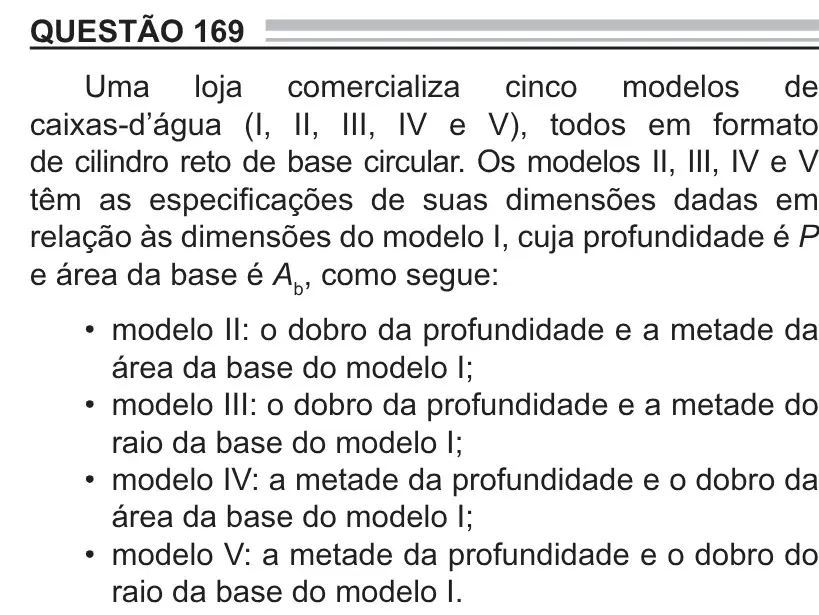 QUESTÃO 169
Uma loja comercializa cinco modelos de
caixas-d’água (I, II, III, IV e V), todos em formato
de cilindro reto de base circular. Os modelos II, III, IV e V
têm as especificações de suas dimensões dadas em
relação às dimensões do modelo I, cuja profundidade é P
e área da base é Ab, como segue:
• modelo II: o dobro da profundidade e a metade da
área da base do modelo I;
• modelo III: o dobro da profundidade e a metade do
raio da base do modelo I;
• modelo IV: a metade da profundidade e o dobro da
área da base do modelo I;
• modelo V: a metade da profundidade e o dobro do
raio da base do modelo I.